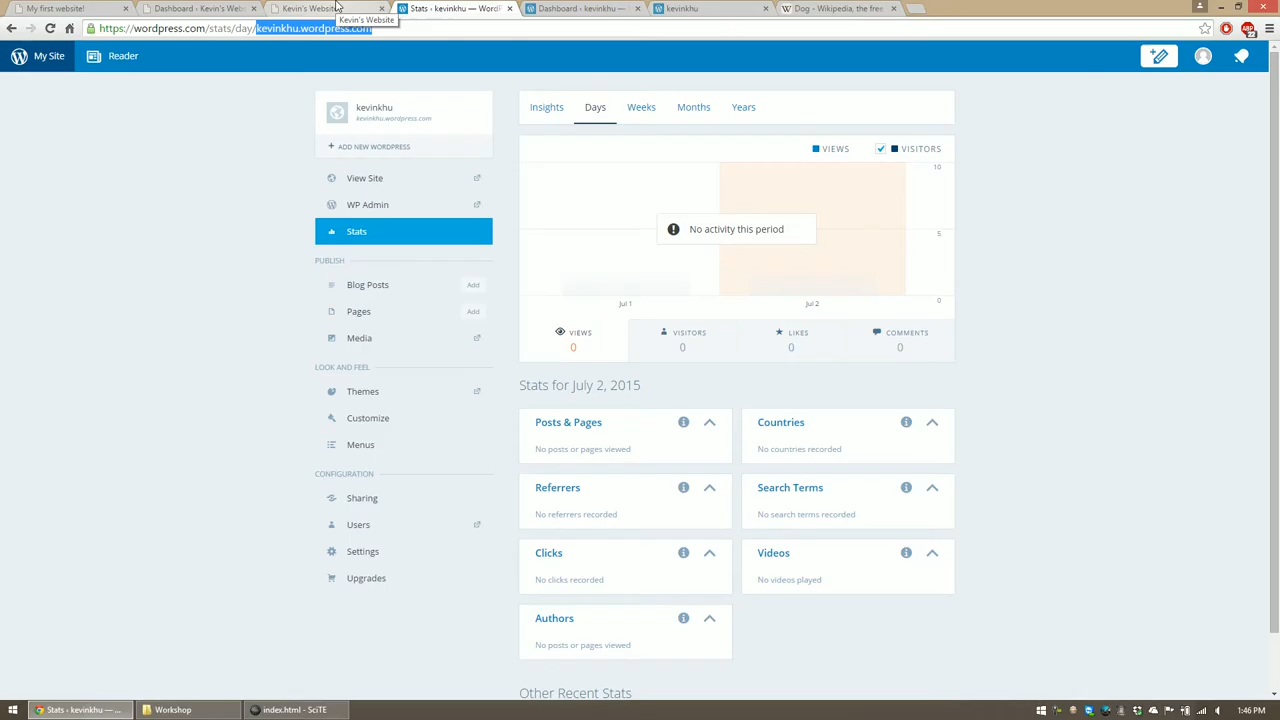 My first website!
Dashboard ‹ Kevin's Websi
Kevin's Website
Stats ‹ kevinkhu — WordP
Dashboard ‹ kevinkhu —
kevinkhu
Dog - Wikipedia, the free
Kevin's Website
https://wordpress.com/stats/day/kevinkhu.wordpress.com
My Site
Reader
kevinkhu
kevinkhu.wordpress.com
+ ADD NEW WORDPRESS
View Site
WP Admin
Stats
PUBLISH
Blog Posts Add
Pages Add
Media
LOOK AND FEEL
Themes
Customize
Menus
CONFIGURATION
Sharing
Users
Settings
Upgrades
Insights Days Weeks Months Years
VIEWS VISITORS
10
5
0
No activity this period
Jul 1 Jul 2
VIEWS VISITORS LIKES COMMENTS
0 0 0 0
Stats for July 2, 2015
Posts & Pages
No posts or pages viewed
Countries
No countries recorded
Referrers
No referrers recorded
Search Terms
No search terms recorded
Clicks
No clicks recorded
Videos
No videos played
Authors
No posts or pages viewed
Other Recent Stats
Stats ‹ kevinkhu — ...
Workshop
index.html - SciTE
1:46 PM